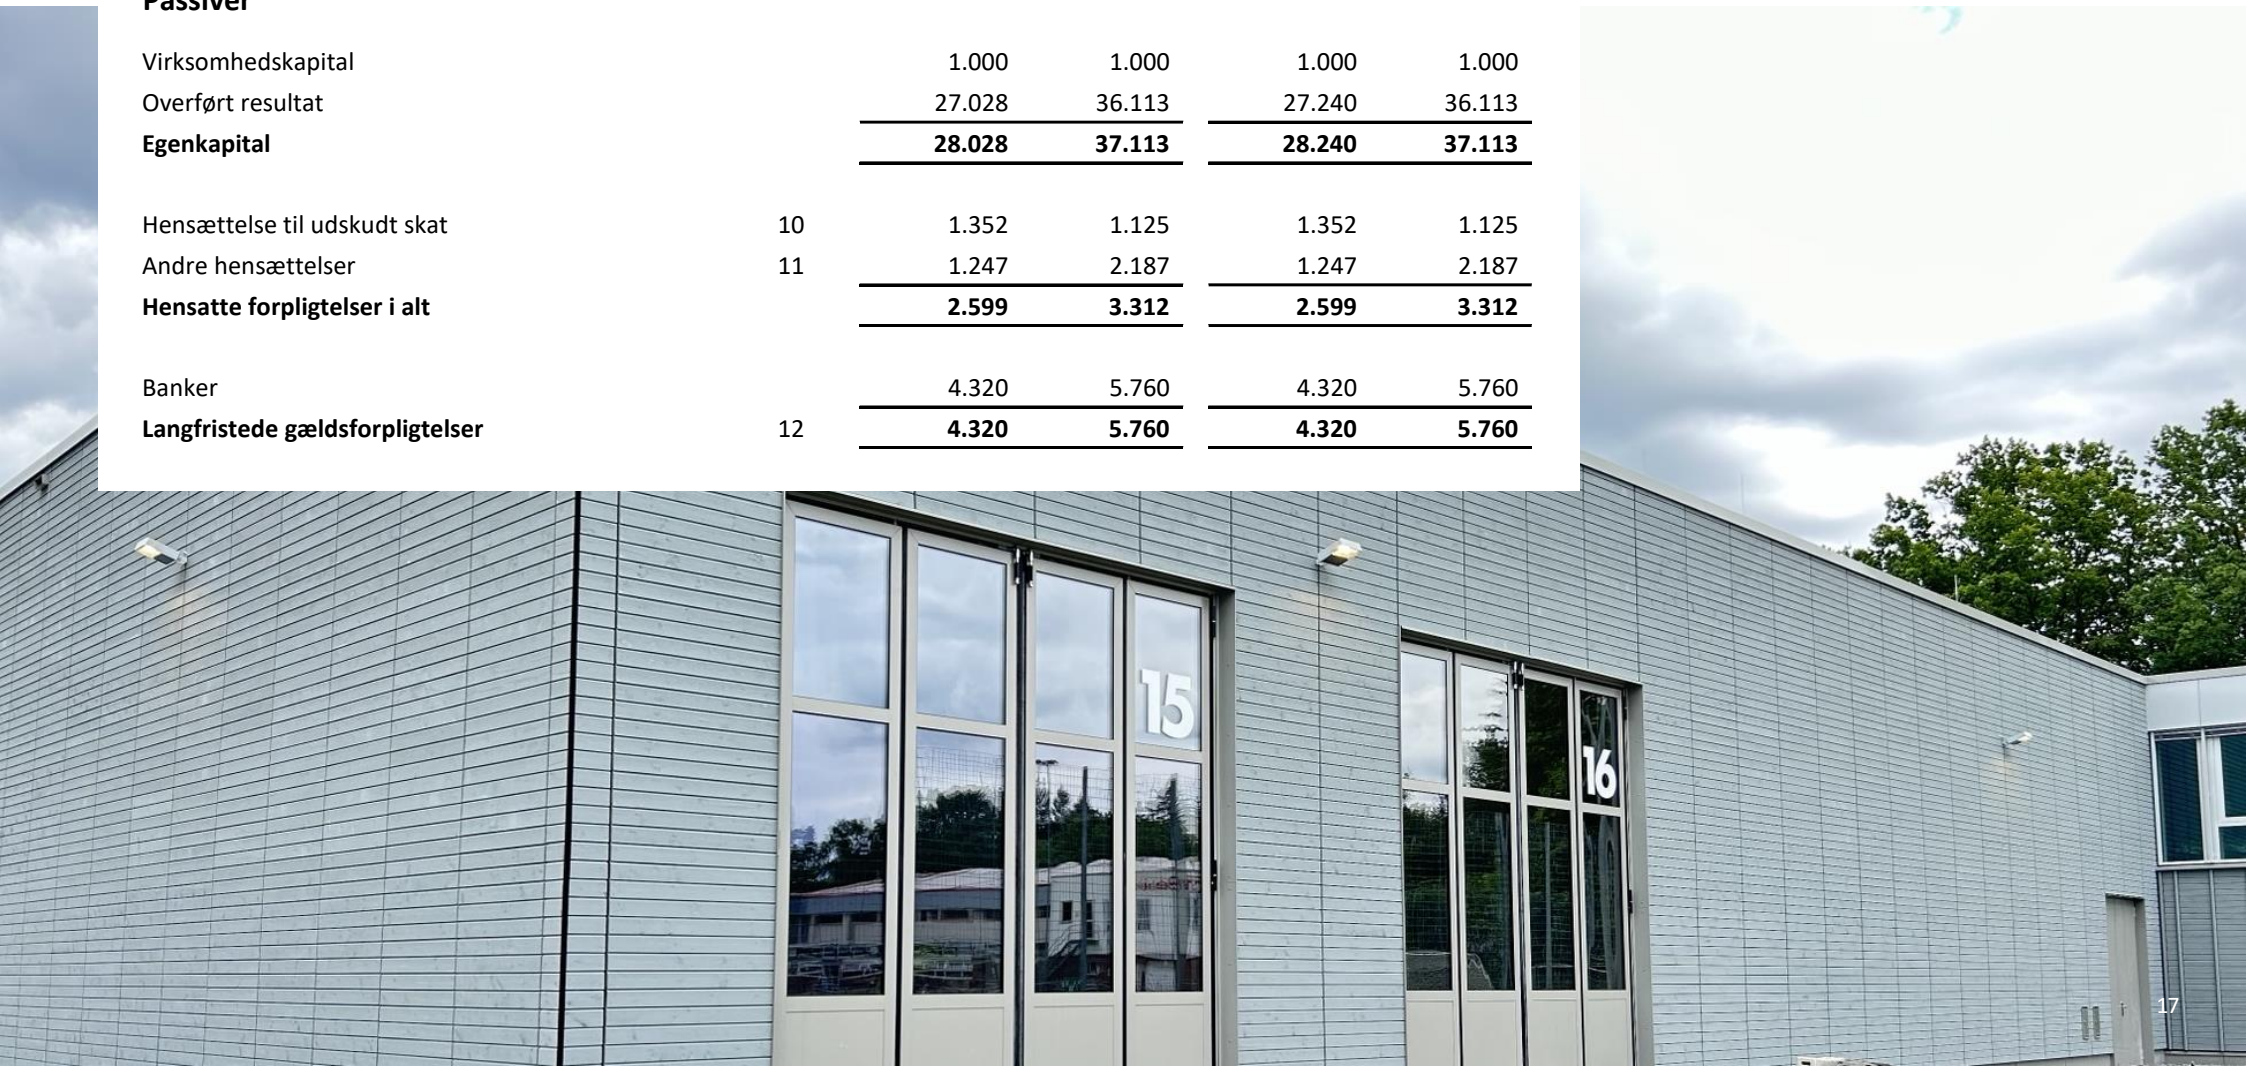 Passiver
Virksomhedskapital 1.000 1.000 1.000 1.000
Overført resultat 27.028 36.113 27.240 36.113
Egenkapital 28.028 37.113 28.240 37.113
Hensættelse til udskudt skat 10 1.352 1.125 1.352 1.125
Andre hensættelser 11 1.247 2.187 1.247 2.187
Hensatte forpligtelser i alt 2.599 3.312 2.599 3.312
Banker 4.320 5.760 4.320 5.760
Langfristede gældsforpligtelser 12 4.320 5.760 4.320 5.760
15
16
17